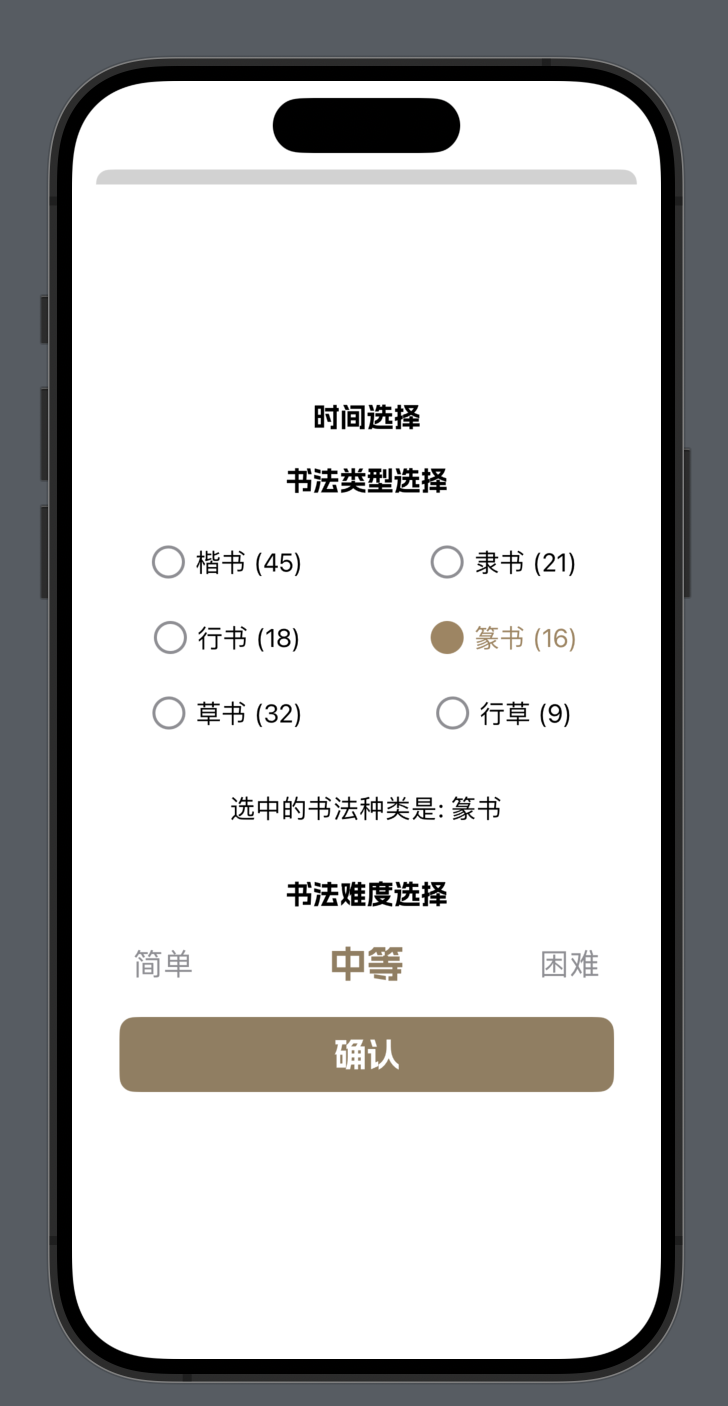 时间选择
书法类型选择
楷书 (45) 隶书 (21)
行书 (18) 篆书 (16)
草书 (32) 行草 (9)
选中的书法种类是: 篆书
书法难度选择
简单 中等 困难
确认